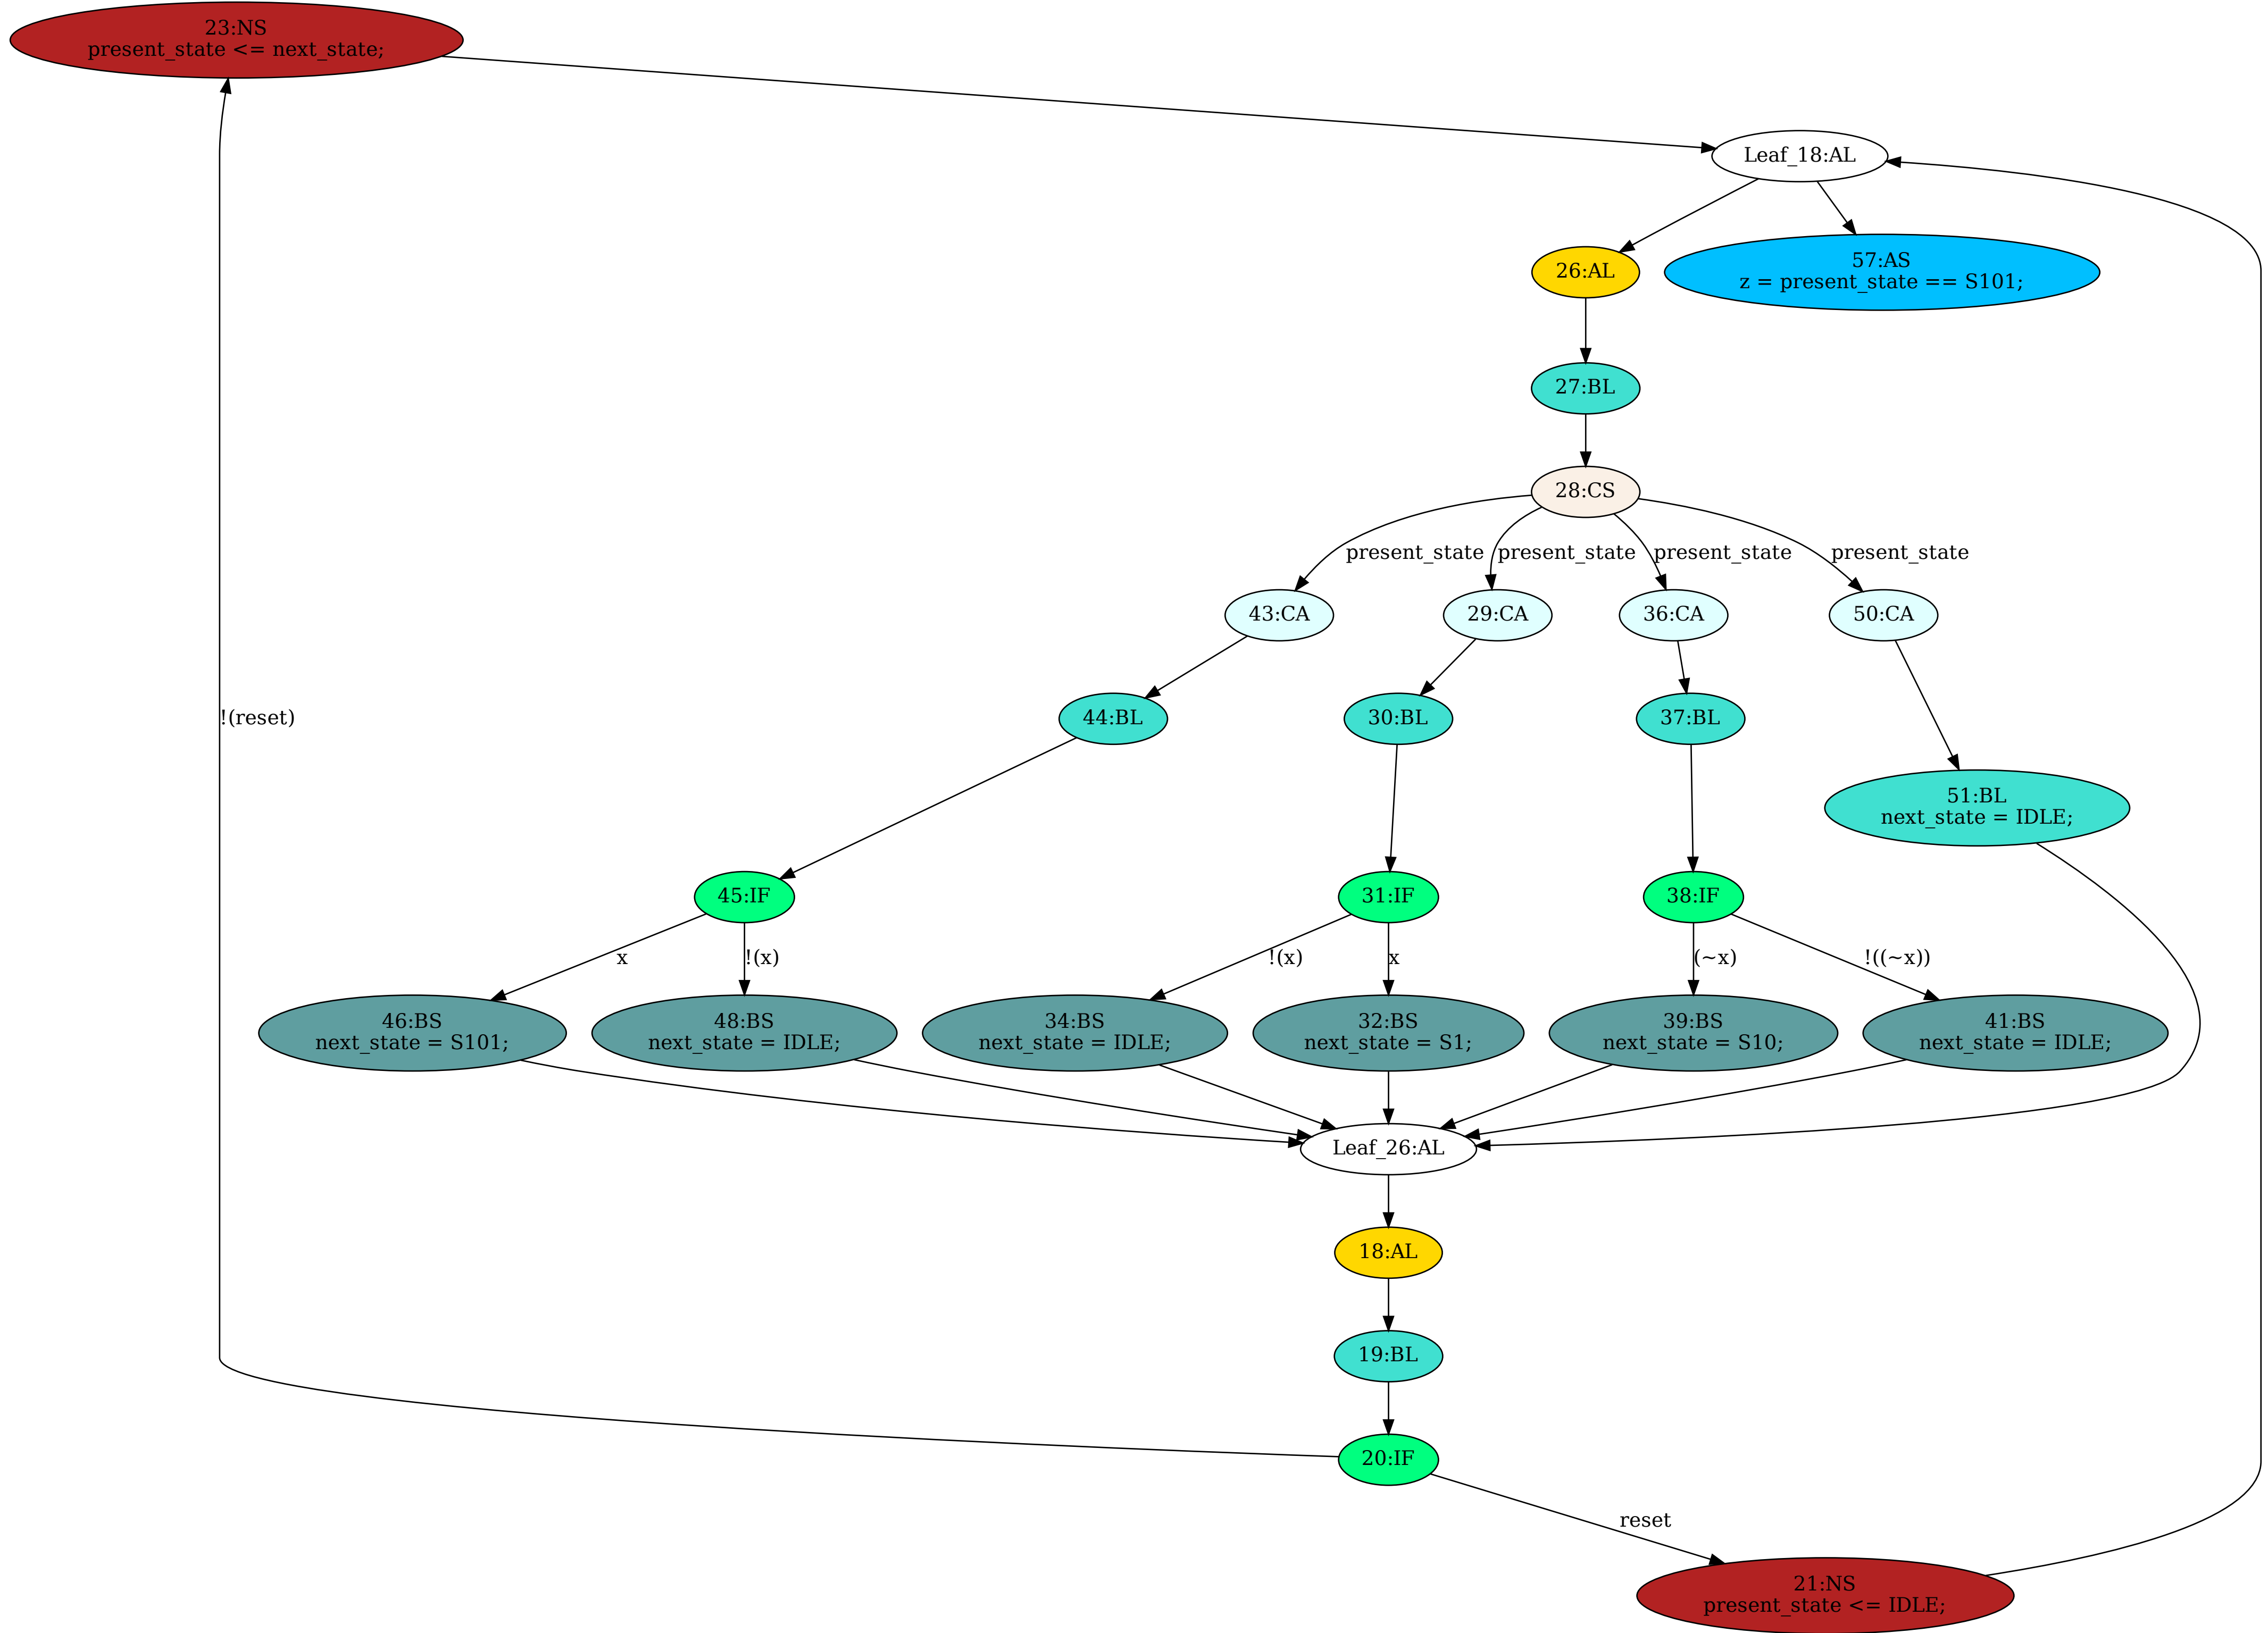 23:NS
present_state <= next_state;
Leaf_18:AL
26:AL
57:AS
z = present_state == S101;
27:BL
28:CS
present_state
present_state
present_state
present_state
43:CA
29:CA
36:CA
50:CA
!(reset)
44:BL
30:BL
37:BL
51:BL
next_state = IDLE;
45:IF
31:IF
38:IF
x
!(x)
!(x)
x
(~x)
!((~x))
46:BS
next_state = S101;
48:BS
next_state = IDLE;
34:BS
next_state = IDLE;
32:BS
next_state = S1;
39:BS
next_state = S10;
41:BS
next_state = IDLE;
Leaf_26:AL
18:AL
19:BL
20:IF
reset
21:NS
present_state <= IDLE;